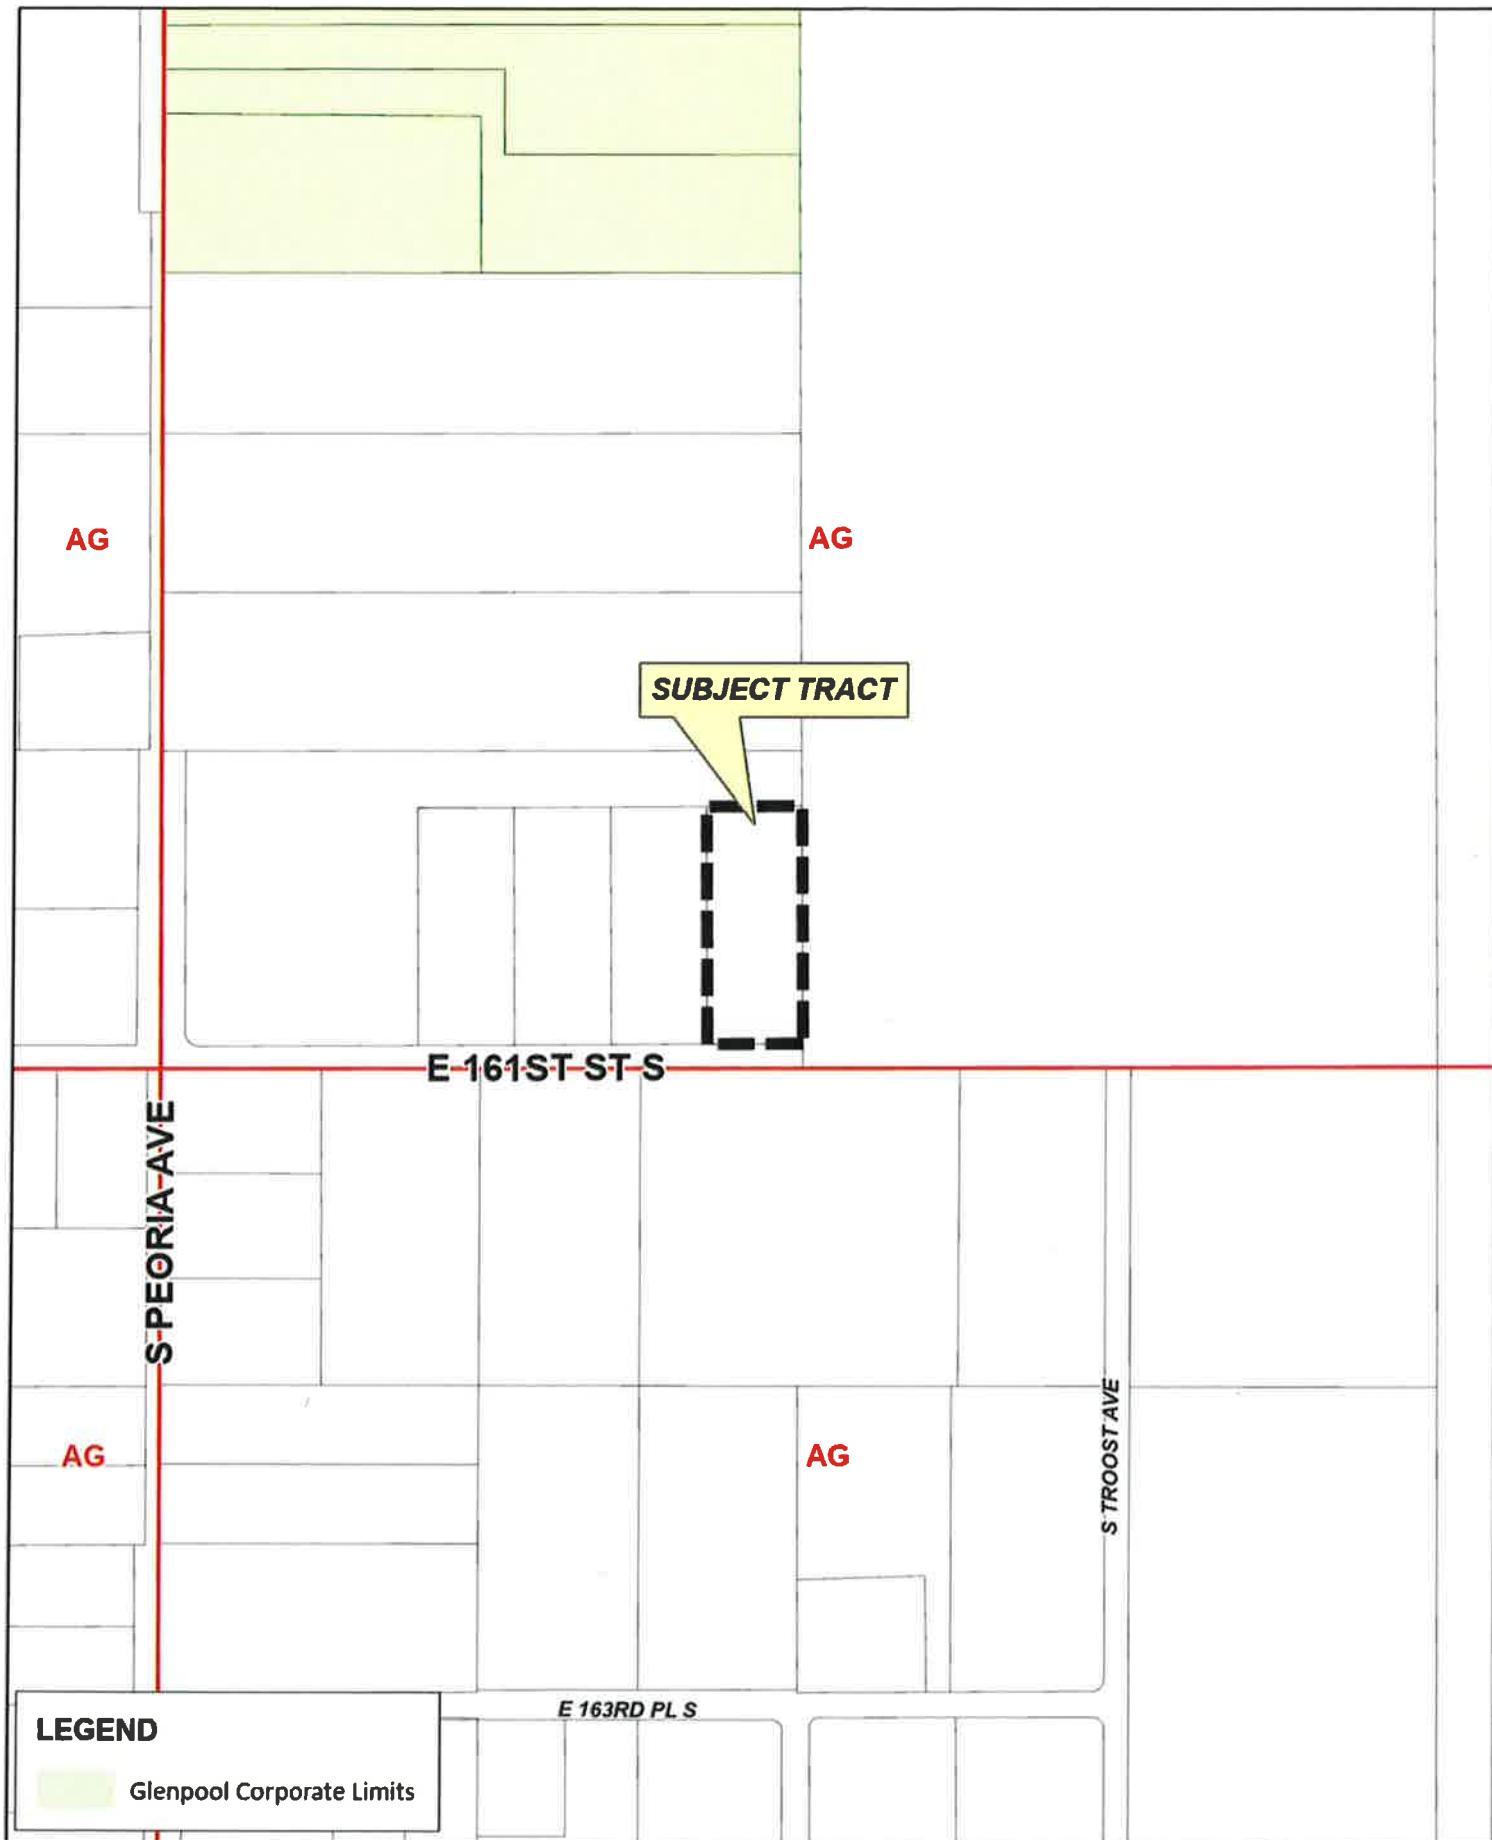 AG
AG
SUBJECT TRACT
E 161ST ST S
S PEORIA AVE
AG
AG
S TROOST AVE
E 163RD PL S
LEGEND
Glenpool Corporate Limits